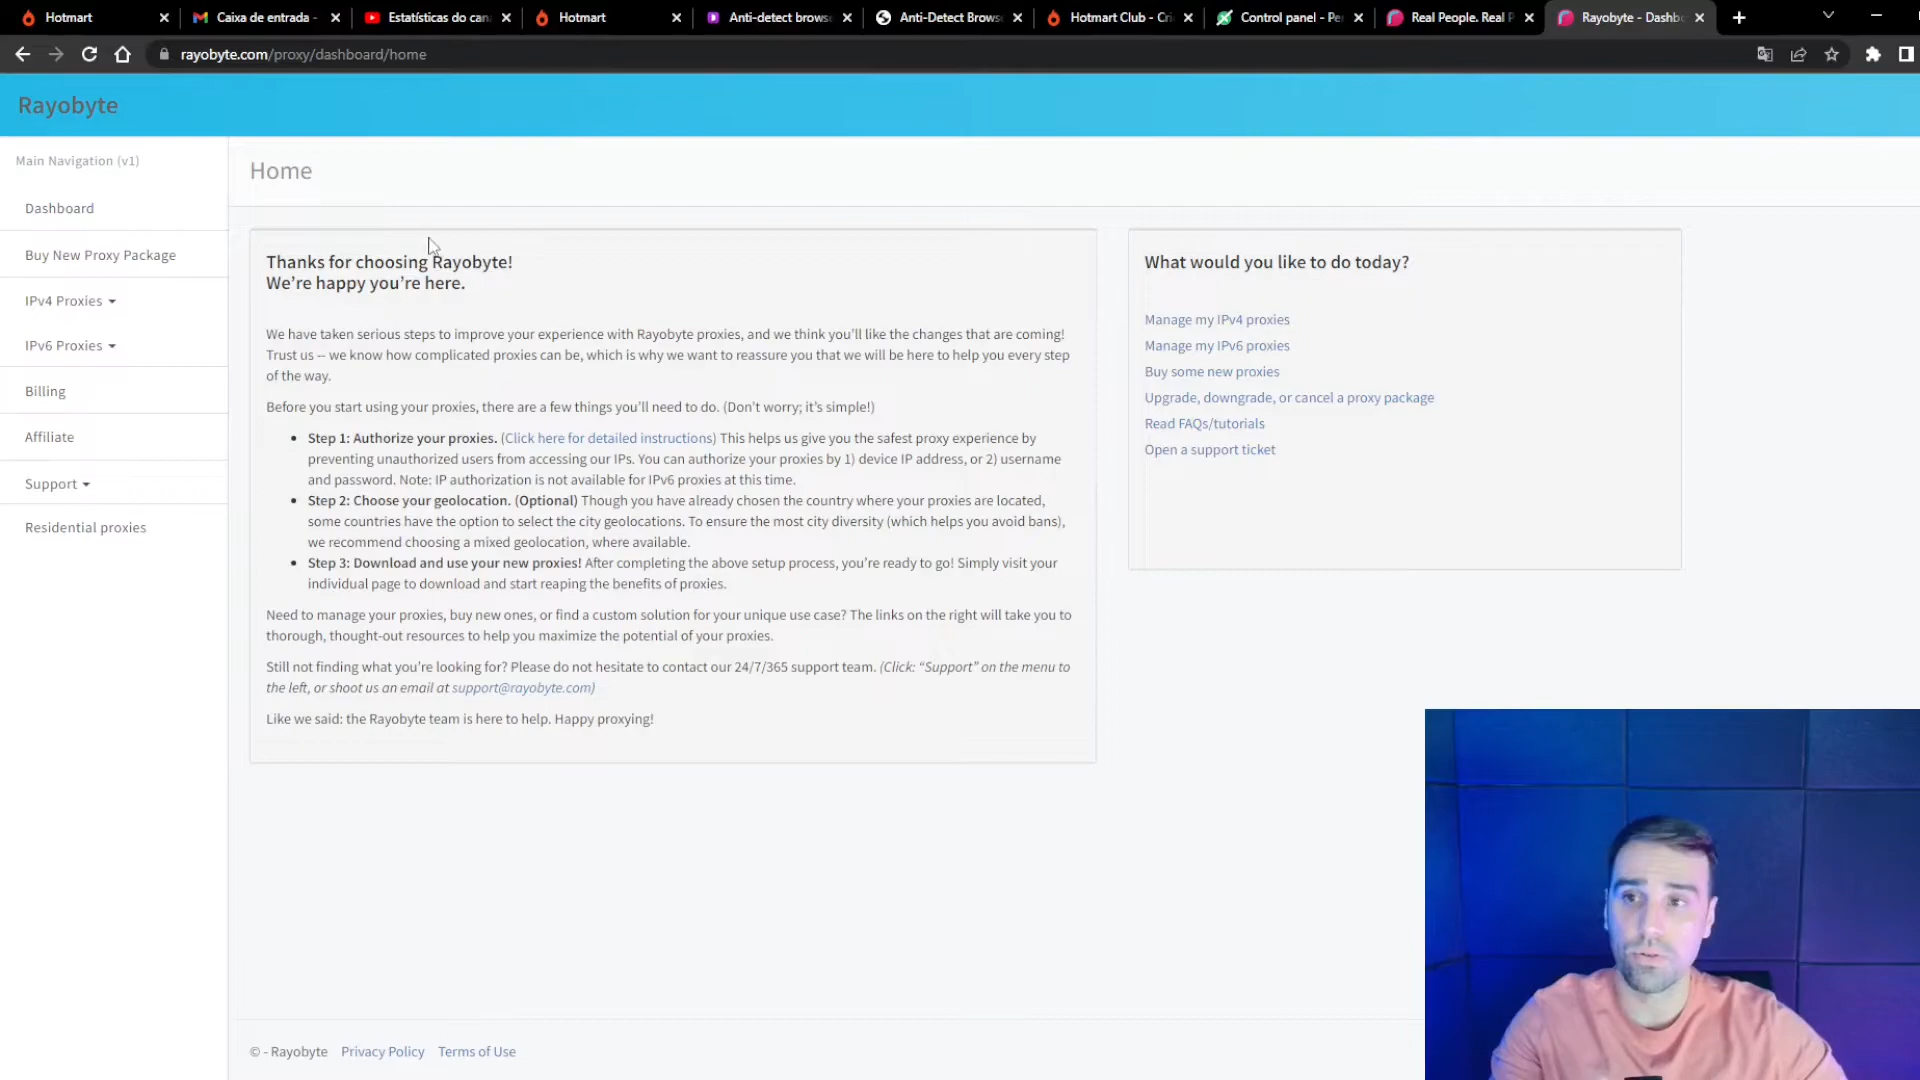 Hotmart
Caixa de entrada -
Estatísticas do can
Hotmart
Anti-detect brows
Anti-Detect Brows
Hotmart Club - Cri
Control panel - Per
Real People. Real P
Rayobyte - Dashbo
rayobyte.com/proxy/dashboard/home
Rayobyte
Main Navigation (v1)
Dashboard
Buy New Proxy Package
IPv4 Proxies
IPv6 Proxies
Billing
Affiliate
Support
Residential proxies
Home
Thanks for choosing Rayobyte!
We're happy you're here.
We have taken serious steps to improve your experience with Rayobyte proxies, and we think you'll like the changes that are coming!
Trust us -- we know how complicated proxies can be, which is why we want to reassure you that we will be here to help you every step
of the way.
Before you start using your proxies, there are a few things you'll need to do. (Don't worry; it's simple!)
• Step 1: Authorize your proxies. (Click here for detailed instructions) This helps us give you the safest proxy experience by
preventing unauthorized users from accessing our IPs. You can authorize your proxies by 1) device IP address, or 2) username
and password. Note: IP authorization is not available for IPv6 proxies at this time.
• Step 2: Choose your geolocation. (Optional) Though you have already chosen the country where your proxies are located,
some countries have the option to select the city geolocations. To ensure the most city diversity (which helps you avoid bans),
we recommend choosing a mixed geolocation, where available.
• Step 3: Download and use your new proxies! After completing the above setup process, you're ready to go! Simply visit your
individual page to download and start reaping the benefits of proxies.
Need to manage your proxies, buy new ones, or find a custom solution for your unique use case? The links on the right will take you to
thorough, thought-out resources to help you maximize the potential of your proxies.
Still not finding what you're looking for? Please do not hesitate to contact our 24/7/365 support team. (Click: “Support” on the menu to
the left, or shoot us an email at support@rayobyte.com)
Like we said: the Rayobyte team is here to help. Happy proxying!
What would you like to do today?
Manage my IPv4 proxies
Manage my IPv6 proxies
Buy some new proxies
Upgrade, downgrade, or cancel a proxy package
Read FAQs/tutorials
Open a support ticket
© - Rayobyte Privacy Policy Terms of Use